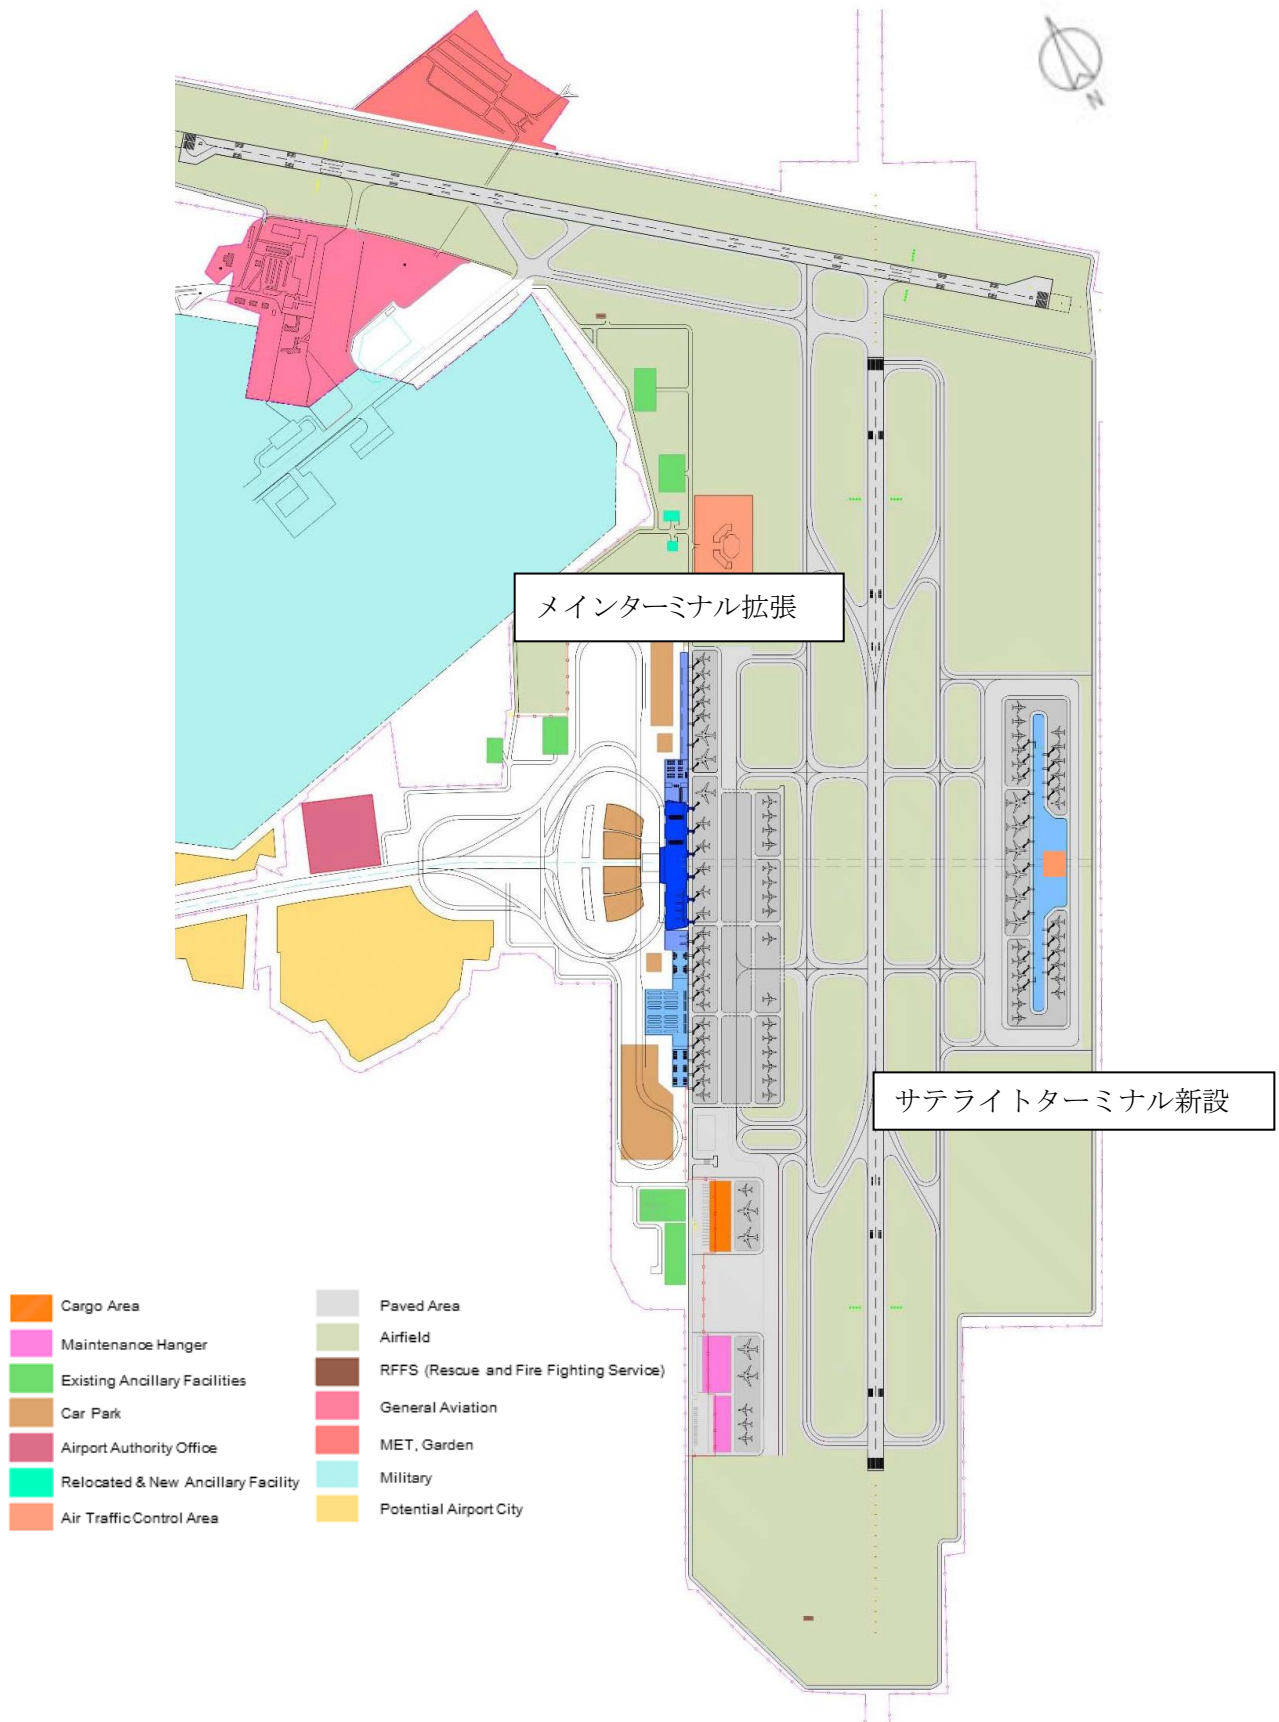 N
メインターミナル拡張
サテライトターミナル新設
Cargo Area
Maintenance Hanger
Existing Ancillary Facilities
Car Park
Airport Authority Office
Relocated & New Ancillary Facility
Air Traffic Control Area
Paved Area
Airfield
RFFS (Rescue and Fire Fighting Service)
General Aviation
MET, Garden
Military
Potential Airport City